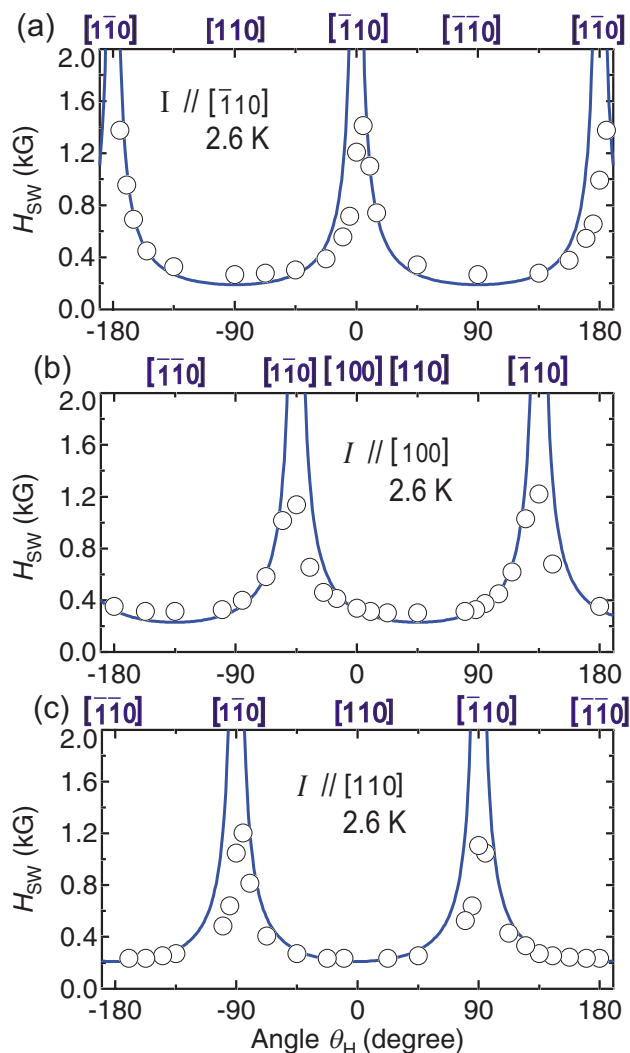 (a) [11̄0] [110] [1̄10] [1̄1̄0] [11̄0]
2.0
1.6
1.2
0.8
0.4
0.0
H_SW (kG)
I // [1̄10]
2.6 K
-180 -90 0 90 180
(b) [1̄1̄0] [11̄0] [100] [110] [1̄10]
2.0
1.6
1.2
0.8
0.4
0.0
H_SW (kG)
I // [100]
2.6 K
-180 -90 0 90 180
(c) [1̄1̄0] [11̄0] [110] [1̄10] [1̄1̄0]
2.0
1.6
1.2
0.8
0.4
0.0
H_SW (kG)
I // [110]
2.6 K
-180 -90 0 90 180
Angle θ_H (degree)